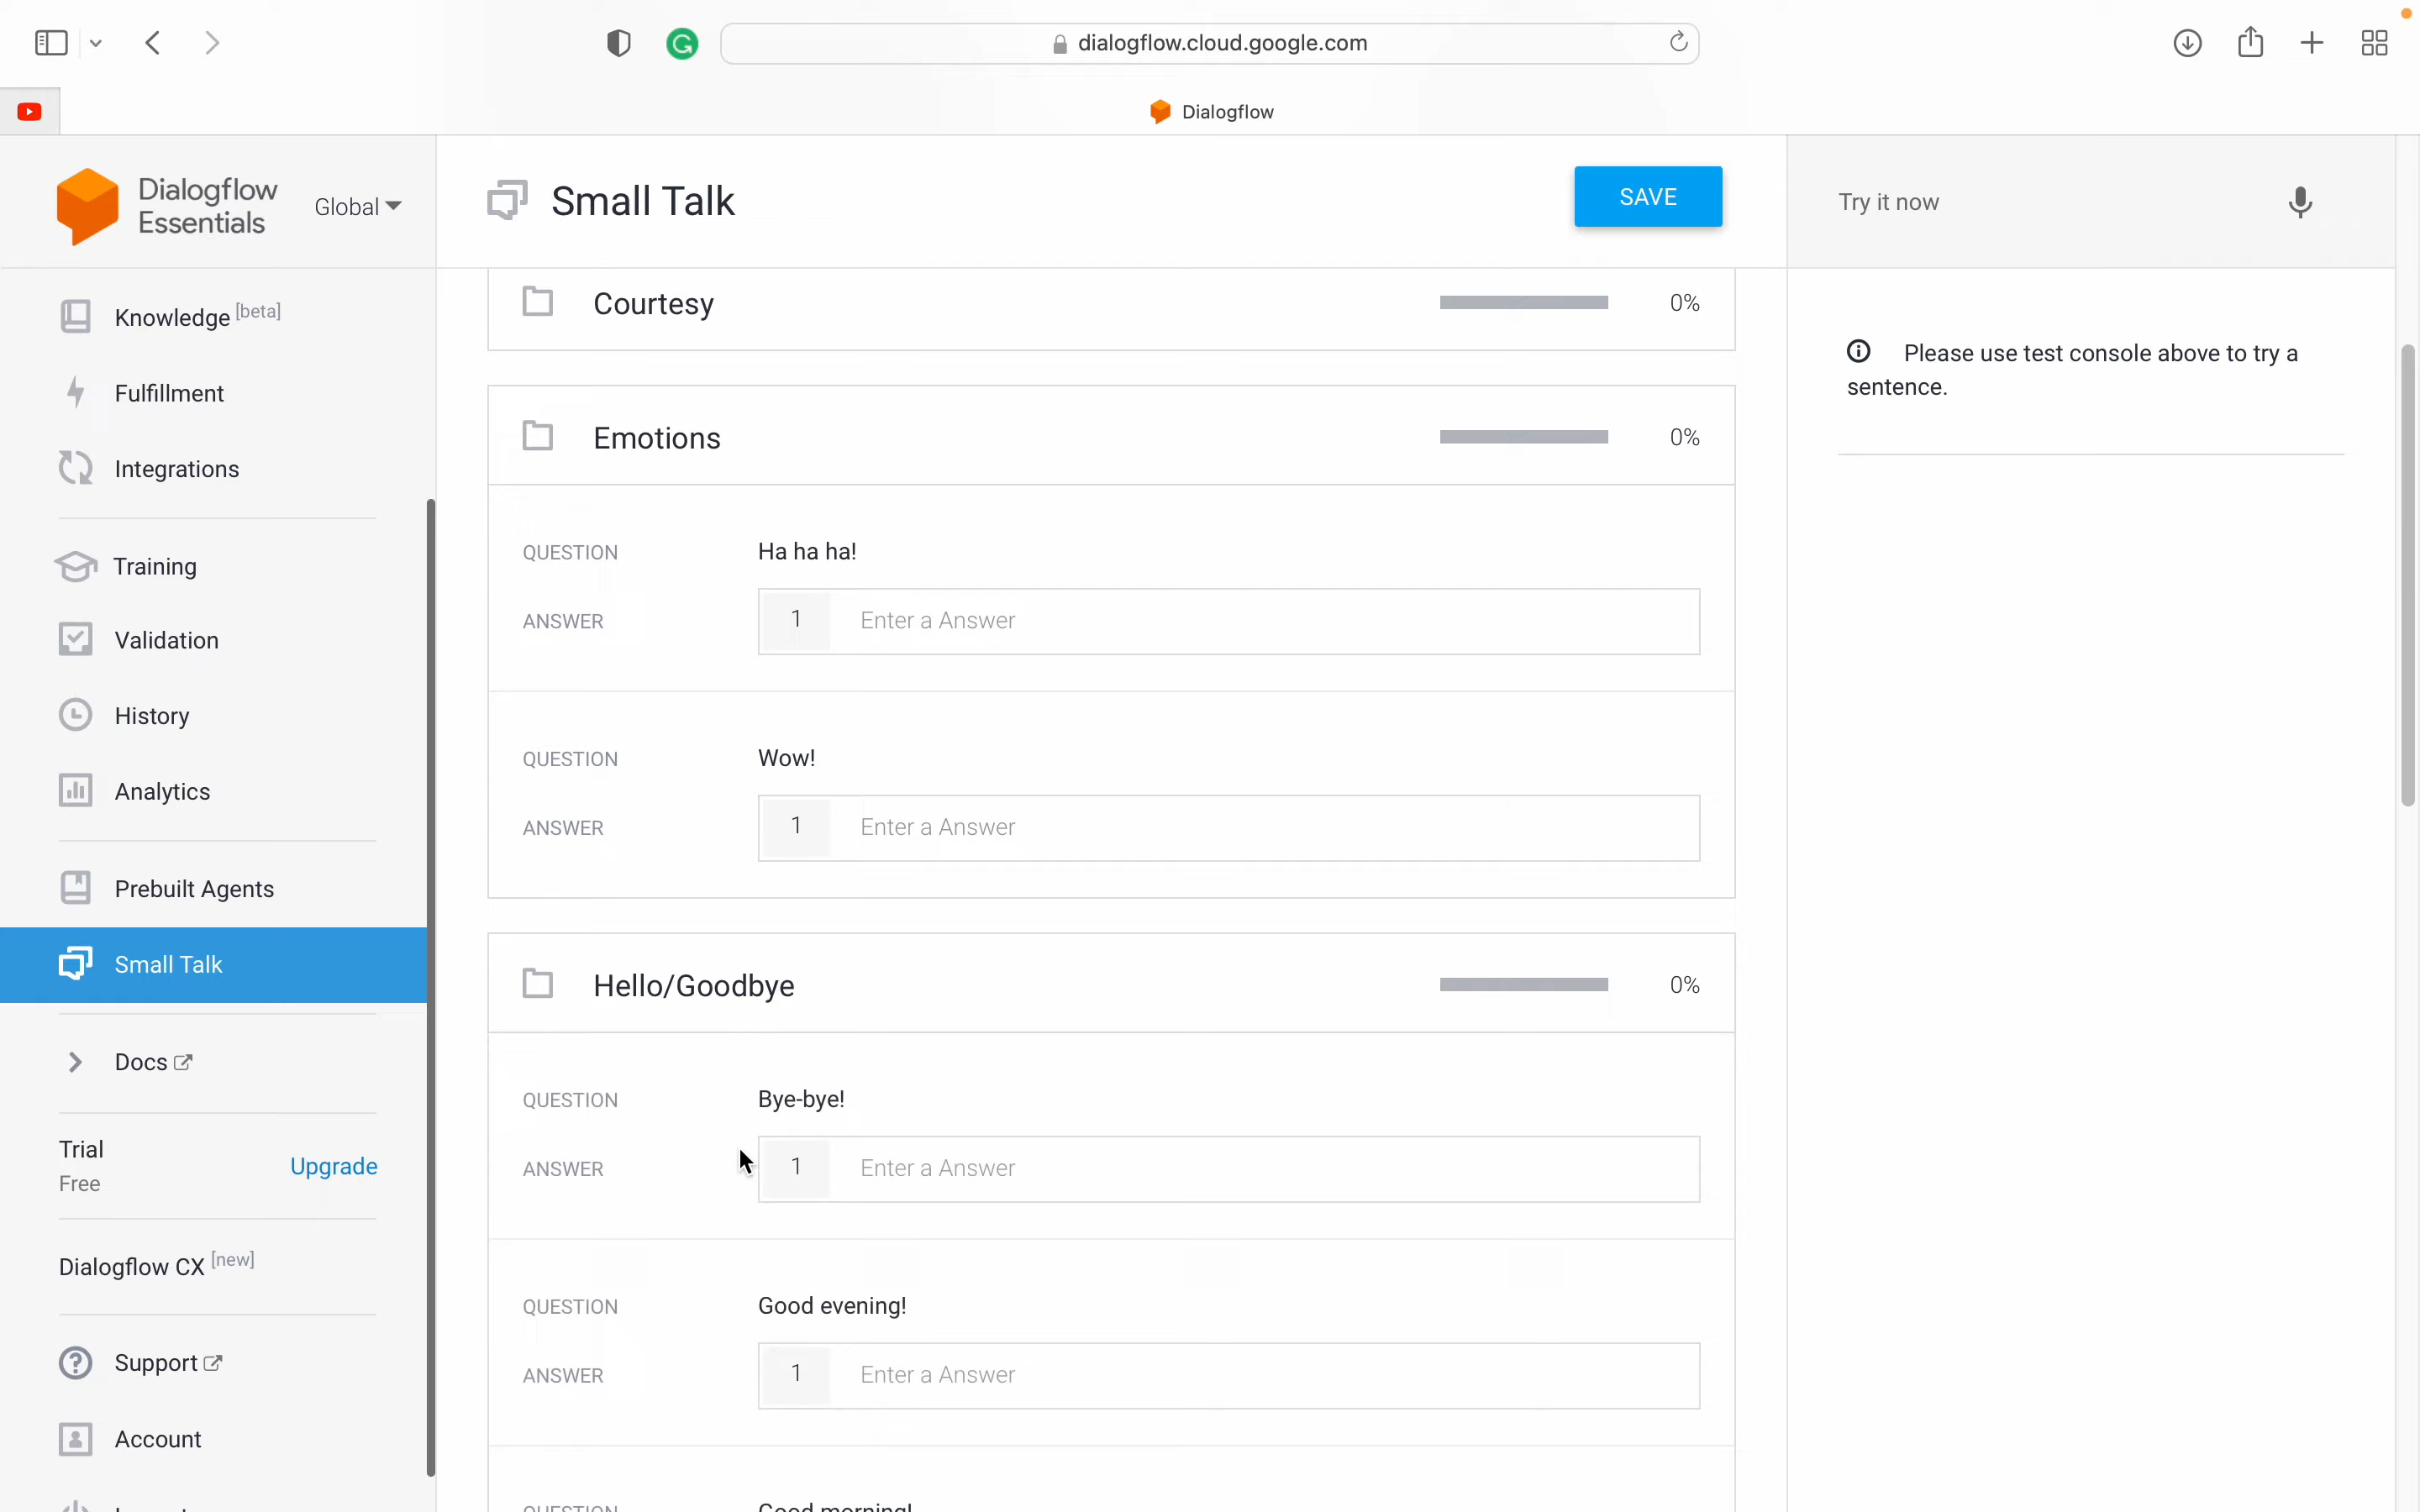 dialogflow.cloud.google.com
Dialogflow
Dialogflow
Essentials
Global
Small Talk
SAVE
Try it now
Knowledge [beta]
Fulfillment
Integrations
Training
Validation
History
Analytics
Prebuilt Agents
Small Talk
Docs
Trial
Free
Upgrade
Dialogflow CX [new]
Support
Account
Courtesy 0%
Emotions 0%
QUESTION Ha ha ha!
ANSWER 1 Enter a Answer
QUESTION Wow!
ANSWER 1 Enter a Answer
Hello/Goodbye 0%
QUESTION Bye-bye!
ANSWER 1 Enter a Answer
QUESTION Good evening!
ANSWER 1 Enter a Answer
QUESTION Good morning!
Please use test console above to try a
sentence.